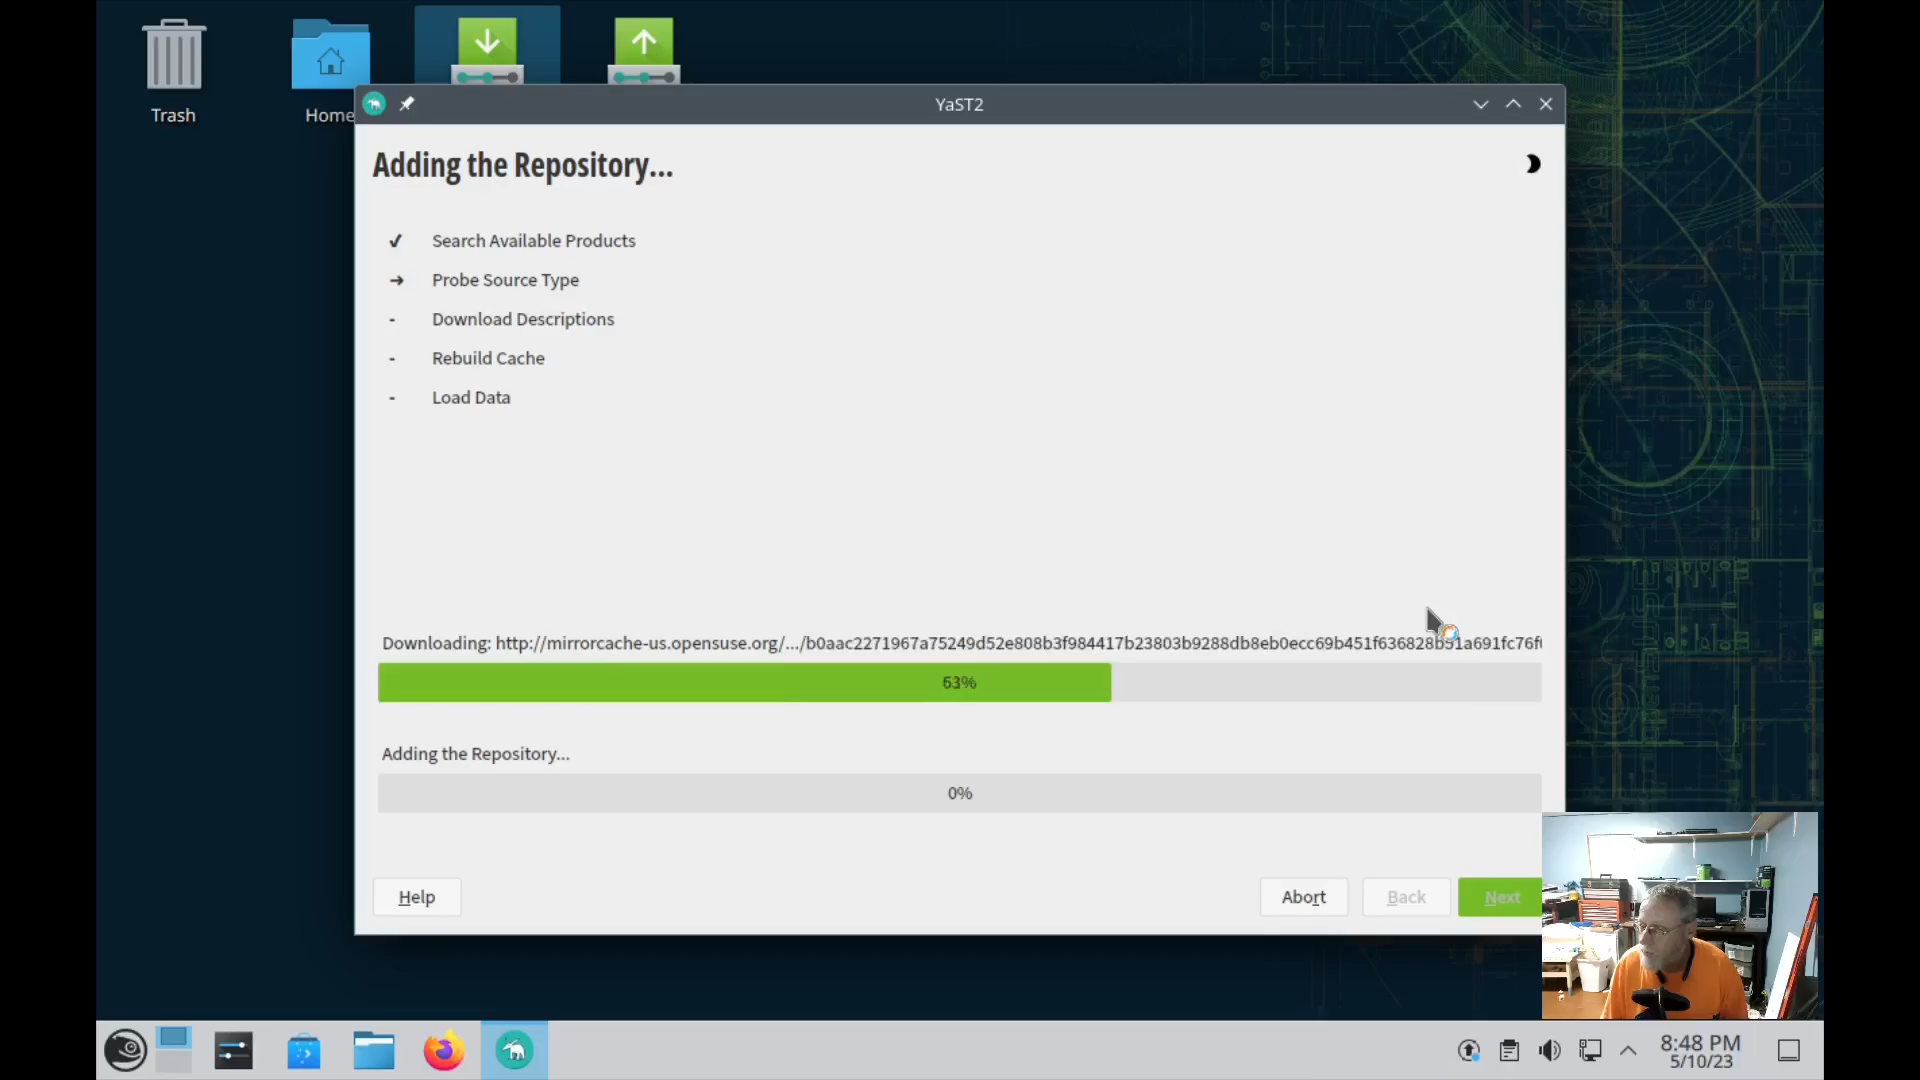 Trash
Home
YaST2
Adding the Repository...
✔ Search Available Products
➔ Probe Source Type
- Download Descriptions
- Rebuild Cache
- Load Data
Downloading: http://mirrorcache-us.opensuse.org/.../b0aac2271967a75249d52e808b3f984417b23803b9288db8eb0ecc69b451f636828b51a691fc76f
63%
Adding the Repository...
0%
Help
Abort
Back
Next
8:48 PM
5/10/23